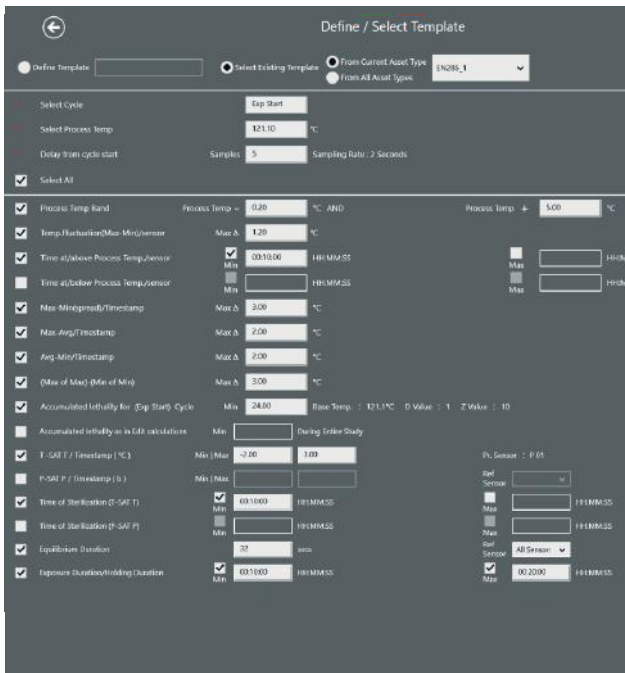 Define / Select Template
Define Template Select Existing Template From Current Asset Type EN285_1
From All Asset Types
Select Cycle Exp Start
Select Process Temp 121.10 °C
Delay from cycle start Samples 5 Sampling Rate : 2 Seconds
Select All
Process Temp Band Process Temp - 0.20 °C AND Process Temp + 5.00 °C
Temp.fluctuation(Max-Min)/sensor Max Δ 1.20 °C
Time at/above Process Temp./sensor Min 00:10:00 HH:MM:SS Max HH:M
Time at/below Process Temp./sensor Min HH:MM:SS Max HH:M
Max-Min(spread)/Timestamp Max Δ 3.00 °C
Max-Avg/Timestamp Max Δ 2.00 °C
Avg-Min/Timestamp Max Δ 2.00 °C
(Max of Max)-(Min of Min) Max Δ 3.00 °C
Accumulated lethality for (Exp Start) Cycle Min 24.00 Base Temp. : 121.1°C D Value : 1 Z Value : 10
Accumulated lethality as in Edit calculations Min During Entire Study
T-SAT T / Timestamp (°C) Min | Max -2.00 3.00 Pr. Sensor : P 01
P-SAT P / Timestamp ( b ) Min | Max Ref Sensor
Time of Sterilization (T-SAT T) Min 00:10:00 HH:MM:SS Max HH:MM:SS
Time of Sterilization (P-SAT P) Min HH:MM:SS Max HH:MM:SS
Equilibrium Duration 32 secs Ref Sensor All Sensors
Exposure Duration/Holding Duration Min 00:10:00 HH:MM:SS Max 00:20:00 HH:MM:SS